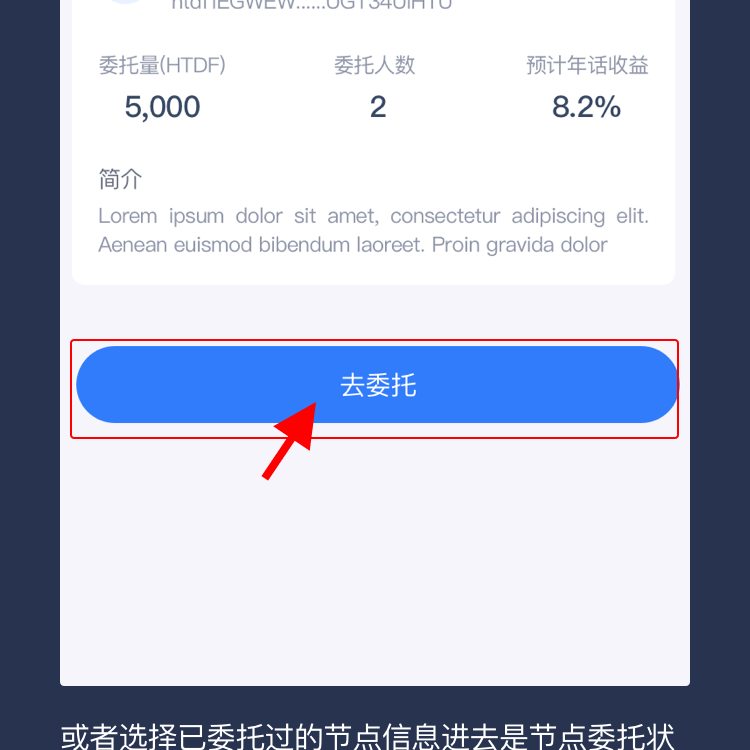 委托量(HTDF) 委托人数 预计年话收益
5,000 2 8.2%
简介
Lorem ipsum dolor sit amet, consectetur adipiscing elit.
Aenean euismod bibendum laoreet. Proin gravida dolor
去委托
或者选择已委托过的节点信息进去是节点委托状